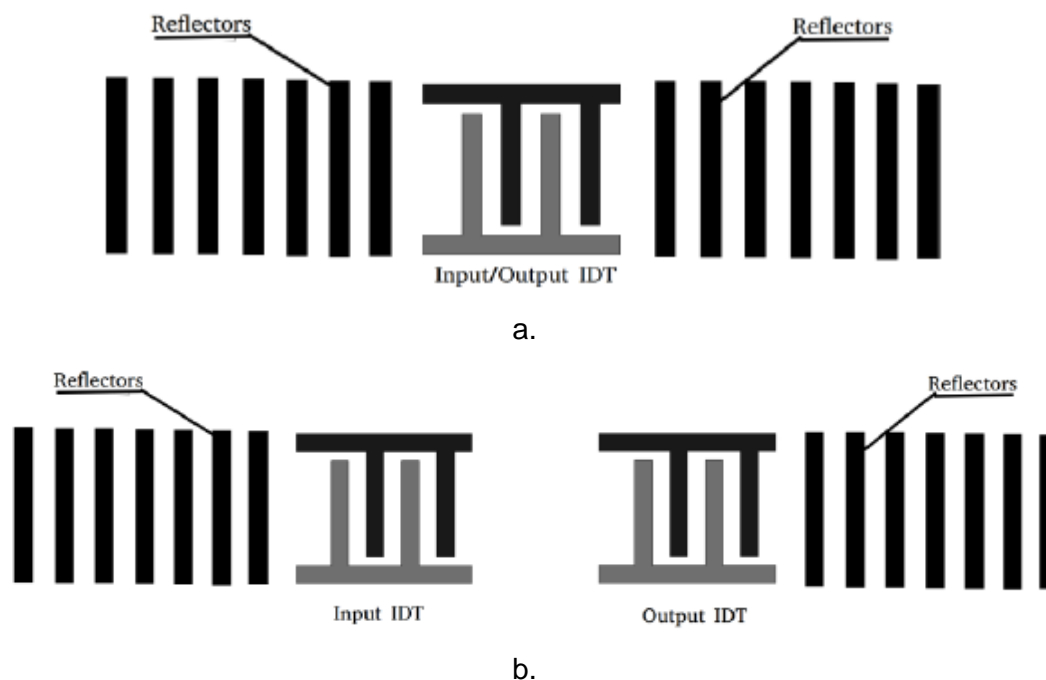 Reflectors
Reflectors
Input/Output IDT
a.
Reflectors
Reflectors
Input IDT
Output IDT
b.